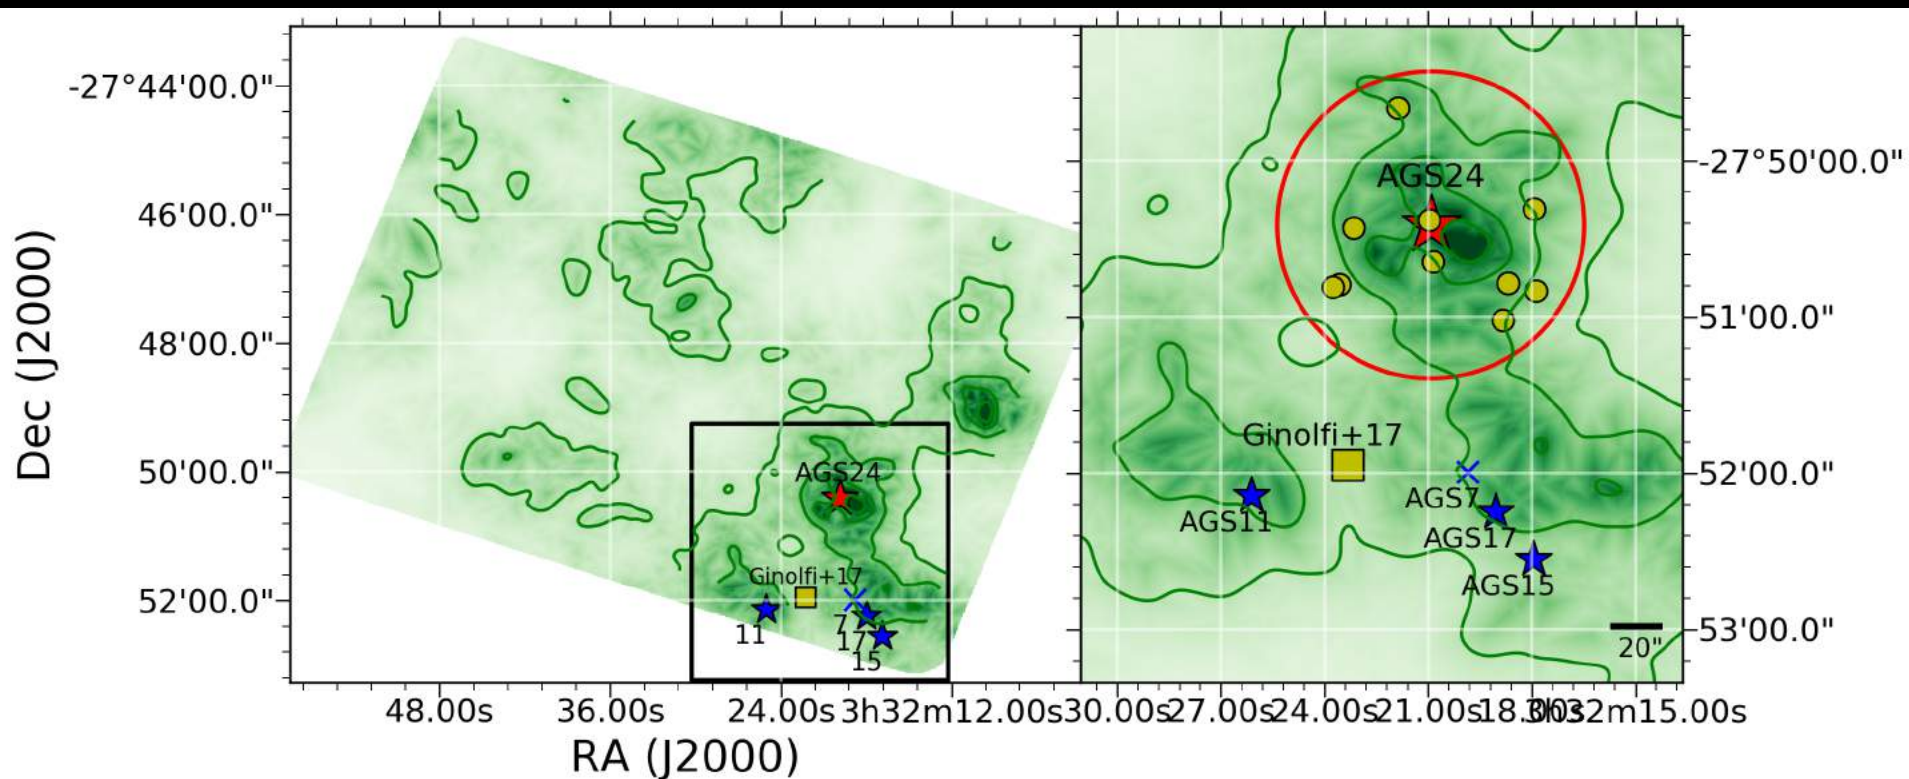 -27°44'00.0"
46'00.0"
48'00.0"
50'00.0"
52'00.0"
Dec (J2000)
AGS24
Ginolfi+17
11
7
17
15
48.00s
36.00s
24.00s
3h32m12.00s
RA (J2000)
AGS24
Ginolfi+17
AGS11
AGS7
AGS17
AGS15
20"
-27°50'00.0"
51'00.0"
52'00.0"
53'00.0"
30.00s
27.00s
24.00s
21.00s
18.00s
3h32m15.00s